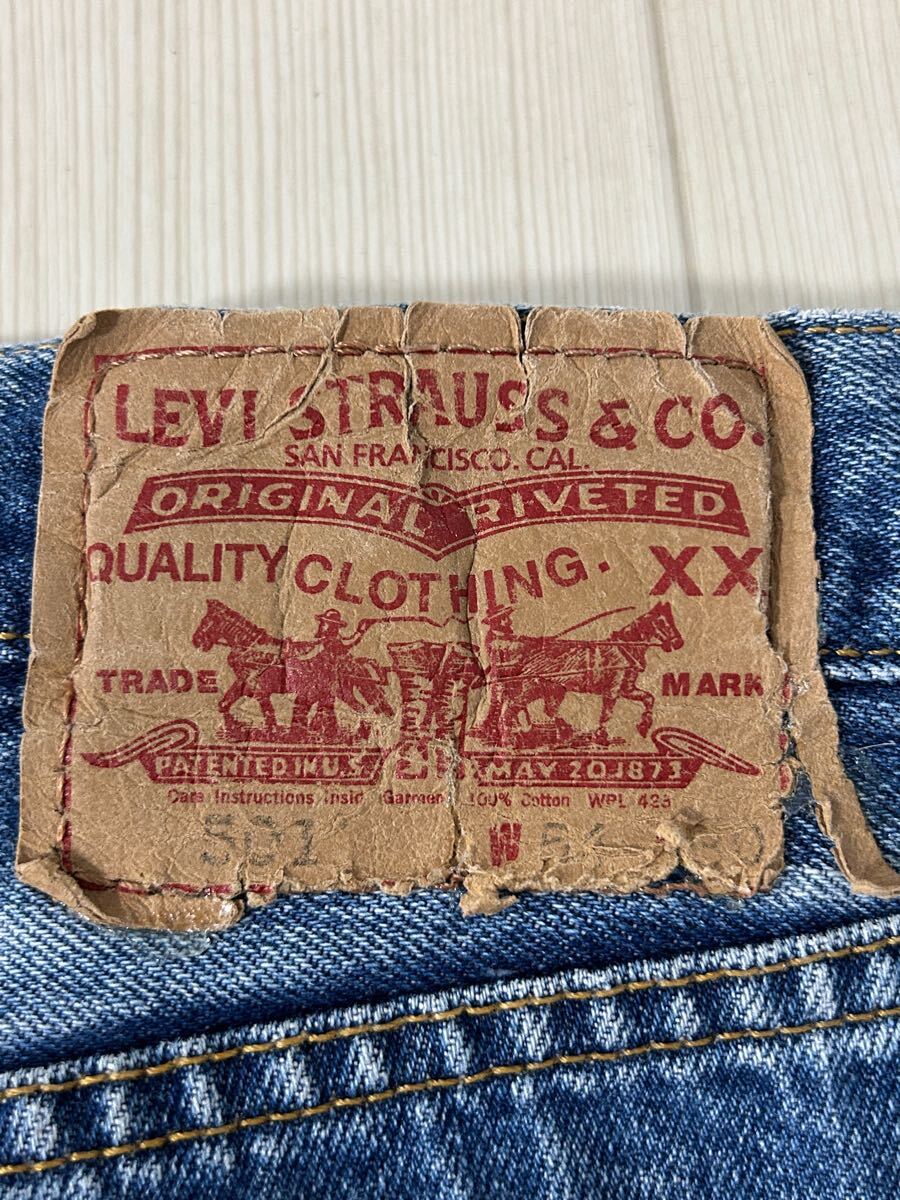 LEVI STRAUSS & CO.
SAN FRANCISCO. CAL.
ORIGINAL RIVETED
QUALITY CLOTHING. XX
TRADE MARK
PATENTED IN U.S. MAY 20 1873
Care Instructions Inside Garment 100% Cotton WPL 423
501
W